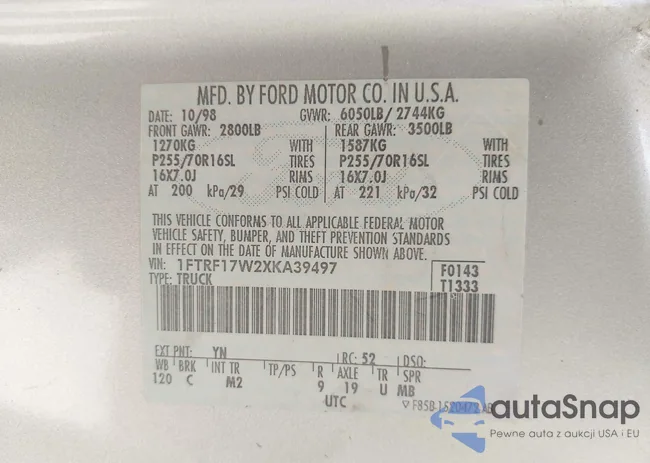 MFD. BY FORD MOTOR CO. IN U.S.A.
DATE: 10/98 GVWR: 6050LB/ 2744KG
FRONT GAWR: 2800LB REAR GAWR: 3500LB
1270KG WITH 1587KG WITH
P255/70R16SL TIRES P255/70R16SL TIRES
16X7.0J RIMS 16X7.0J RIMS
AT 200 kPa/29 PSI COLD AT 221 kPa/32 PSI COLD
THIS VEHICLE CONFORMS TO ALL APPLICABLE FEDERAL MOTOR
VEHICLE SAFETY, BUMPER, AND THEFT PREVENTION STANDARDS
IN EFFECT ON THE DATE OF MANUFACTURE SHOWN ABOVE.
VIN: 1FTRF17W2XKA39497 F0143
TYPE: TRUCK T1333
EXT PNT: YN RC: 52 DSO:
WB BRK INT TR TP/PS R AXLE TR SPR
120 C M2 9 19 U MB
UTC
autaSnap
Pewne auta z aukcji USA i EU